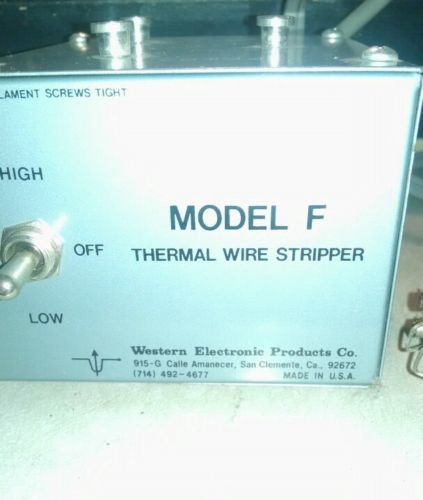 LAMENT SCREWS TIGHT
HIGH
OFF
LOW
MODEL F
THERMAL WIRE STRIPPER
Western Electronic Products Co.
915-G Calle Amanecer, San Clemente, Ca., 92672
(714) 492-4677 MADE IN U.S.A.